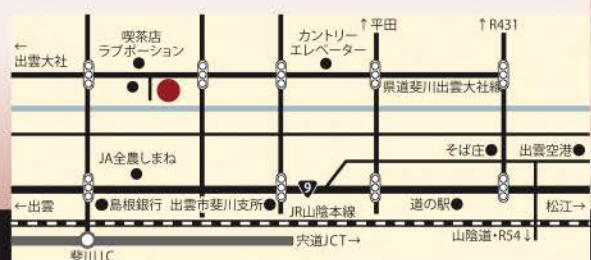 喫茶店
ラブポーション
カントリー
エレベーター
↑平田
↑R431
←
出雲大社
県道斐川出雲大社線
JA全農しまね
そば庄
出雲空港
9
←出雲
島根銀行
出雲市斐川支所
JR山陰本線
道の駅
松江→
宍道JCT→
山陰道・R54↓
斐川IC